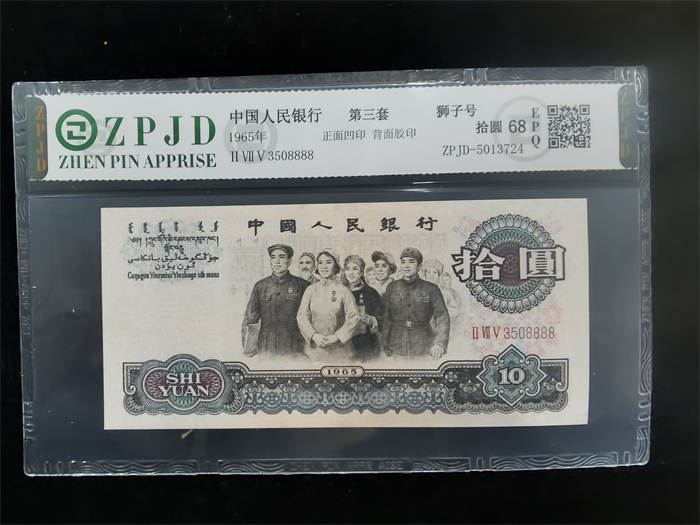 ZPJD
ZHEN PIN APPRISE
中国人民银行 第三套 狮子号
1965年 正面凹印 背面胶印 拾圆 68 EPQ
II VII V 3508888 ZPJD-5013724
ZPJD
ZPJD
中國人民銀行
拾圓
II VII V 3508888
1965
SHI
YUAN
10